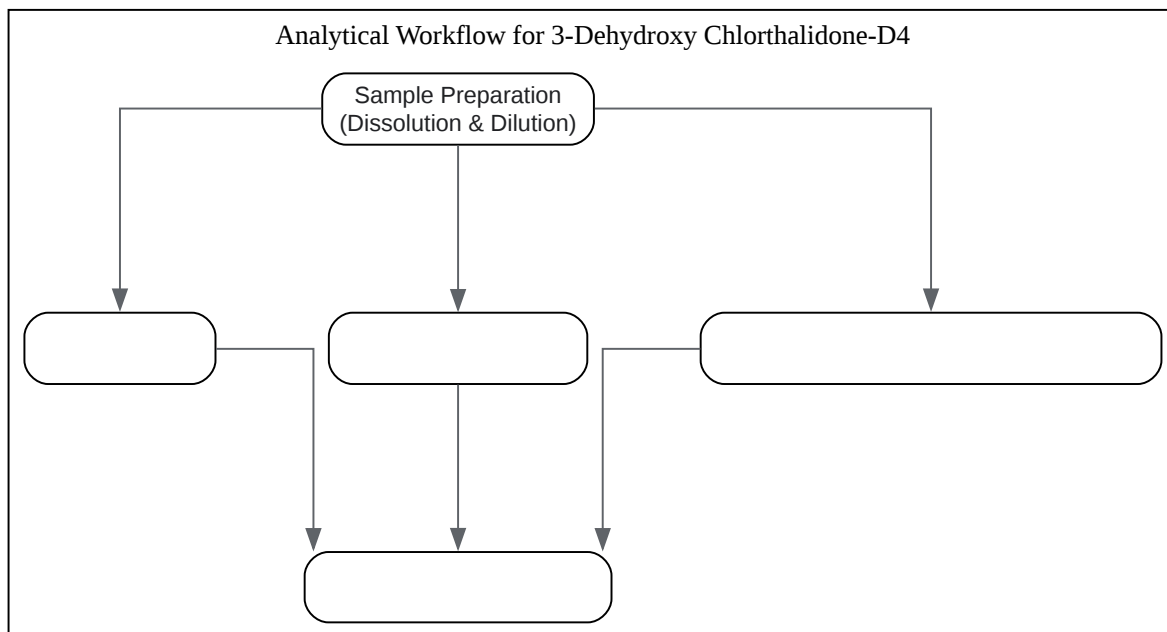 Analytical Workflow for 3-Dehydroxy Chlorthalidone-D4
Sample Preparation
(Dissolution & Dilution)